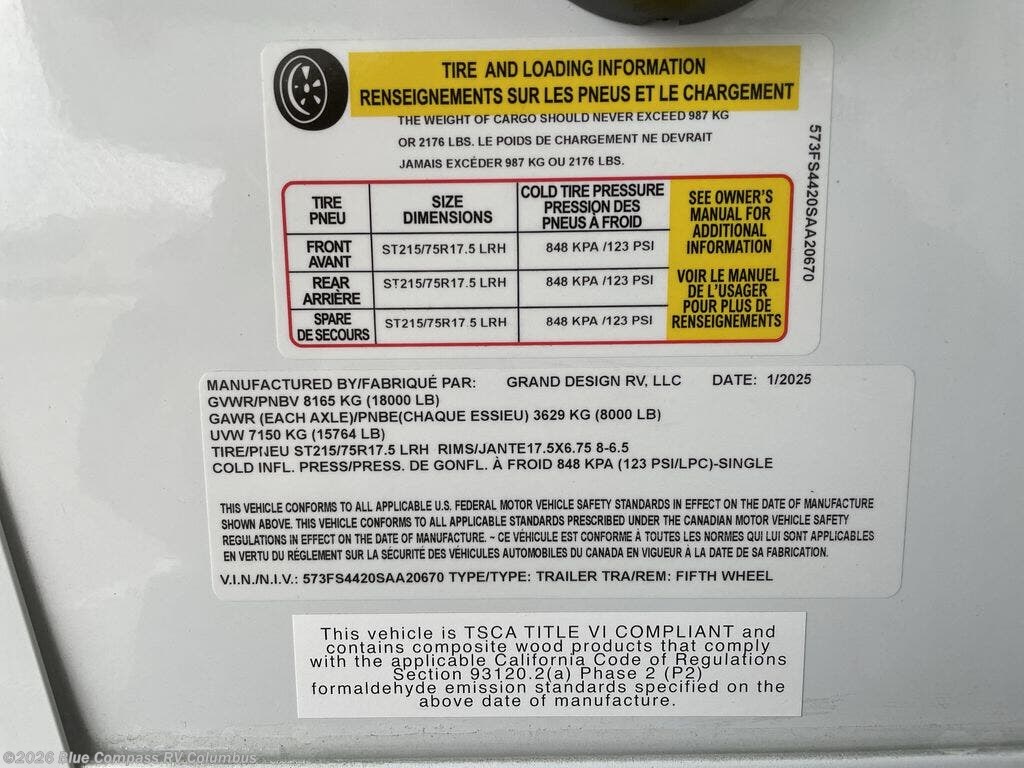 TIRE AND LOADING INFORMATION
RENSEIGNEMENTS SUR LES PNEUS ET LE CHARGEMENT
THE WEIGHT OF CARGO SHOULD NEVER EXCEED 987 KG
OR 2176 LBS. LE POIDS DE CHARGEMENT NE DEVRAIT
JAMAIS EXCÉDER 987 KG OU 2176 LBS.
573FS4420SAA20670
TIRE
PNEU
SIZE
DIMENSIONS
COLD TIRE PRESSURE
PRESSION DES
PNEUS À FROID
FRONT
AVANT
ST215/75R17.5 LRH
848 KPA /123 PSI
REAR
ARRIÈRE
ST215/75R17.5 LRH
848 KPA /123 PSI
SPARE
DE SECOURS
ST215/75R17.5 LRH
848 KPA /123 PSI
SEE OWNER'S
MANUAL FOR
ADDITIONAL
INFORMATION
VOIR LE MANUEL
DE L'USAGER
POUR PLUS DE
RENSEIGNEMENTS
MANUFACTURED BY/FABRIQUÉ PAR: GRAND DESIGN RV, LLC DATE: 1/2025
GVWR/PNBV 8165 KG (18000 LB)
GAWR (EACH AXLE)/PNBE(CHAQUE ESSIEU) 3629 KG (8000 LB)
UVW 7150 KG (15764 LB)
TIRE/PNEU ST215/75R17.5 LRH RIMS/JANTE17.5X6.75 8-6.5
COLD INFL. PRESS/PRESS. DE GONFL. À FROID 848 KPA (123 PSI/LPC)-SINGLE
THIS VEHICLE CONFORMS TO ALL APPLICABLE U.S. FEDERAL MOTOR VEHICLE SAFETY STANDARDS IN EFFECT ON THE DATE OF MANUFACTURE
SHOWN ABOVE. THIS VEHICLE CONFORMS TO ALL APPLICABLE STANDARDS PRESCRIBED UNDER THE CANADIAN MOTOR VEHICLE SAFETY
REGULATIONS IN EFFECT ON THE DATE OF MANUFACTURE. ~ CE VÉHICULE EST CONFORME À TOUTES LES NORMES QUI LUI SONT APPLICABLES
EN VERTU DU RÉGLEMENT SUR LA SÉCURITÉ DES VÉHICULES AUTOMOBILES DU CANADA EN VIGUEUR À LA DATE DE SA FABRICATION.
V.I.N./N.I.V.: 573FS4420SAA20670 TYPE/TYPE: TRAILER TRA/REM: FIFTH WHEEL
This vehicle is TSCA TITLE VI COMPLIANT and
contains composite wood products that comply
with the applicable California Code of Regulations
Section 93120.2(a) Phase 2 (P2)
formaldehyde emission standards specified on the
above date of manufacture.
©2026 Blue Compass RV Columbus